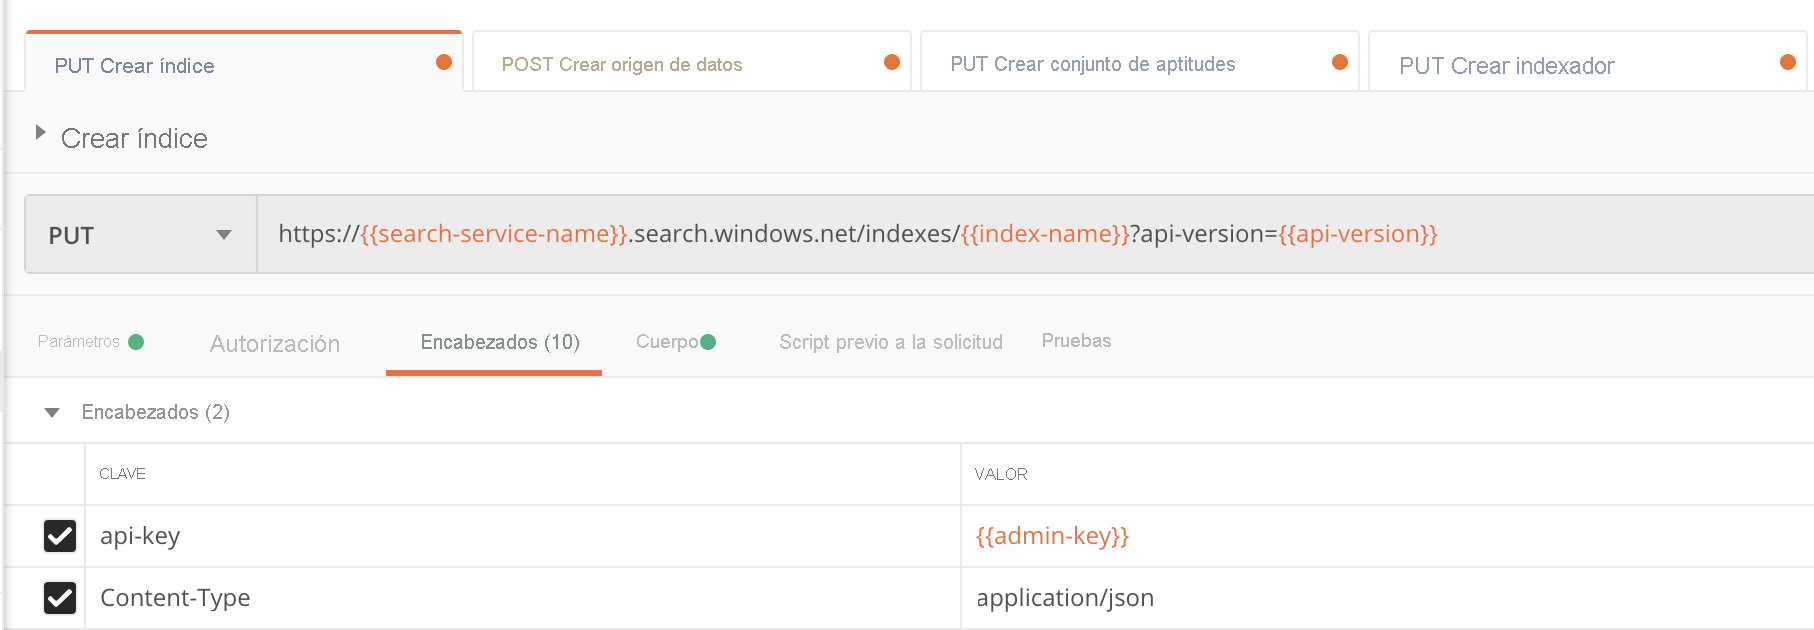 PUT Crear índice
POST Crear origen de datos
PUT Crear conjunto de aptitudes
PUT Crear indexador
Crear índice
PUT
https://{{search-service-name}}.search.windows.net/indexes/{{index-name}}?api-version={{api-version}}
Parámetros
Autorización
Encabezados (10)
Cuerpo
Script previo a la solicitud
Pruebas
Encabezados (2)
CLAVE
VALOR
api-key
{{admin-key}}
Content-Type
application/json